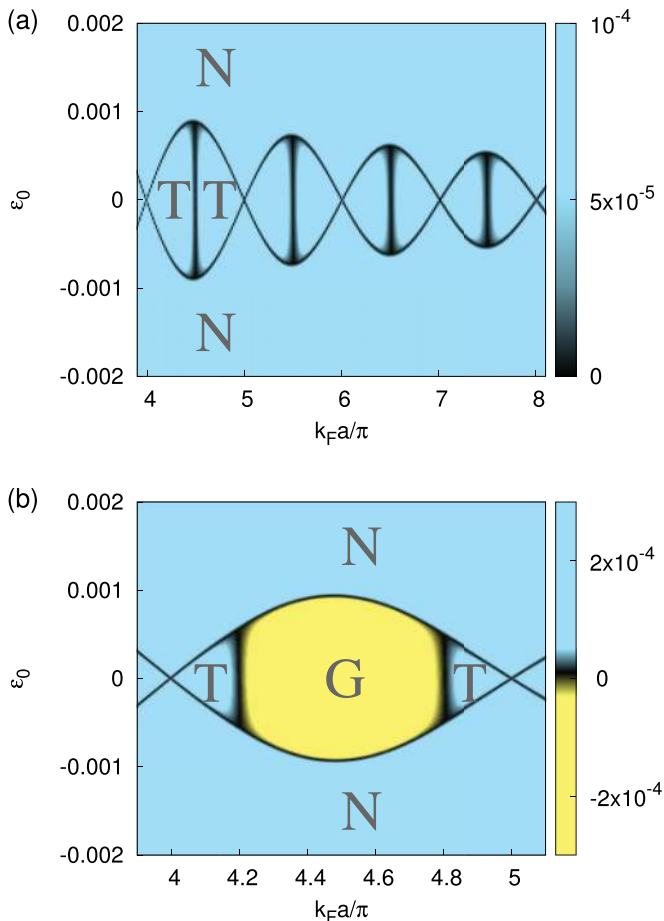 (a)
0.002
0.001
0
-0.001
-0.002
ε0
N
T T
N
4 5 6 7 8
kFa/π
10-4
5x10-5
0
(b)
0.002
0.001
0
-0.001
-0.002
ε0
N
T G T
N
4 4.2 4.4 4.6 4.8 5
kFa/π
2x10-4
0
-2x10-4